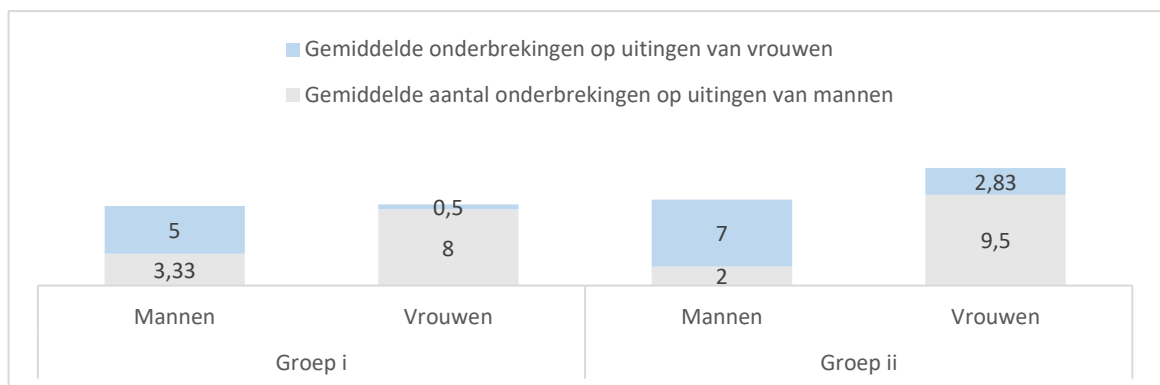 Gemiddelde onderbrekingen op uitingen van vrouwen
Gemiddelde aantal onderbrekingen op uitingen van mannen
5
3,33
0,5
8
7
2
2,83
9,5
Mannen
Vrouwen
Mannen
Vrouwen
Groep i
Groep ii